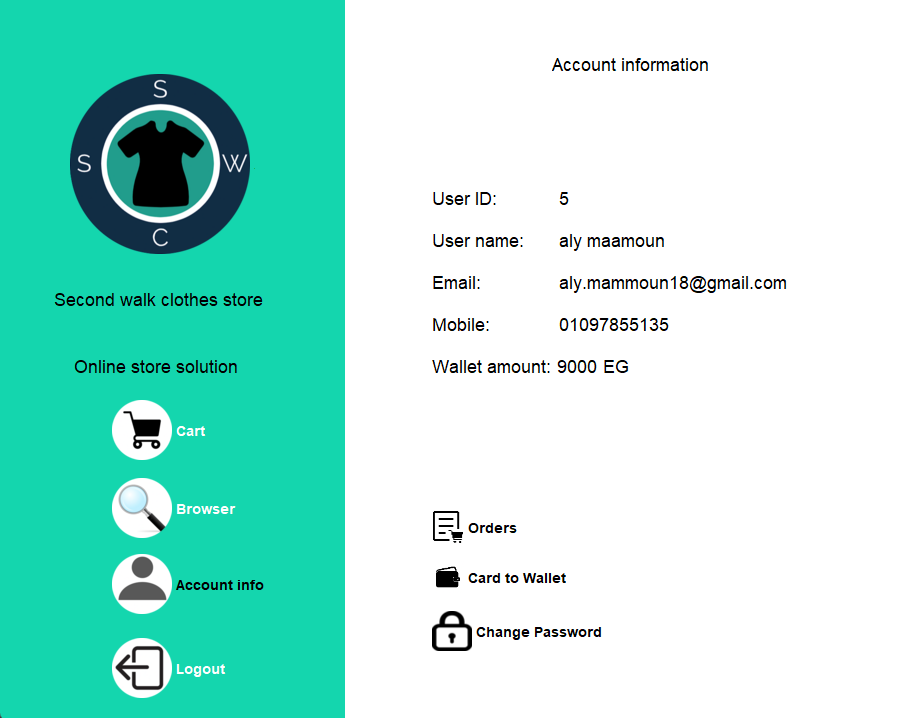 S
S W
C
Second walk clothes store
Online store solution
Cart
Browser
Account info
Logout
Account information
User ID: 5
User name: aly maamoun
Email: aly.mammoun18@gmail.com
Mobile: 01097855135
Wallet amount: 9000 EG
Orders
Card to Wallet
Change Password